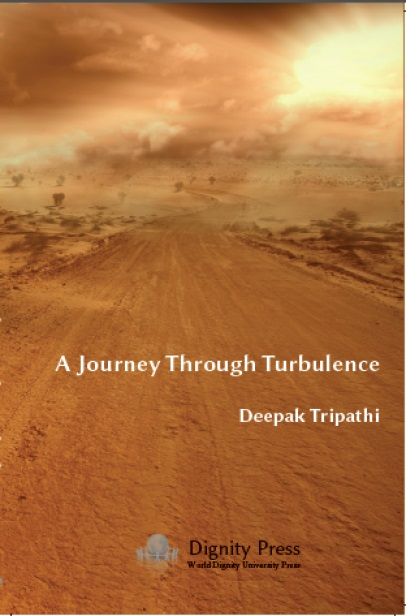 A Journey Through Turbulence
Deepak Tripathi
Dignity Press
World Dignity University Press